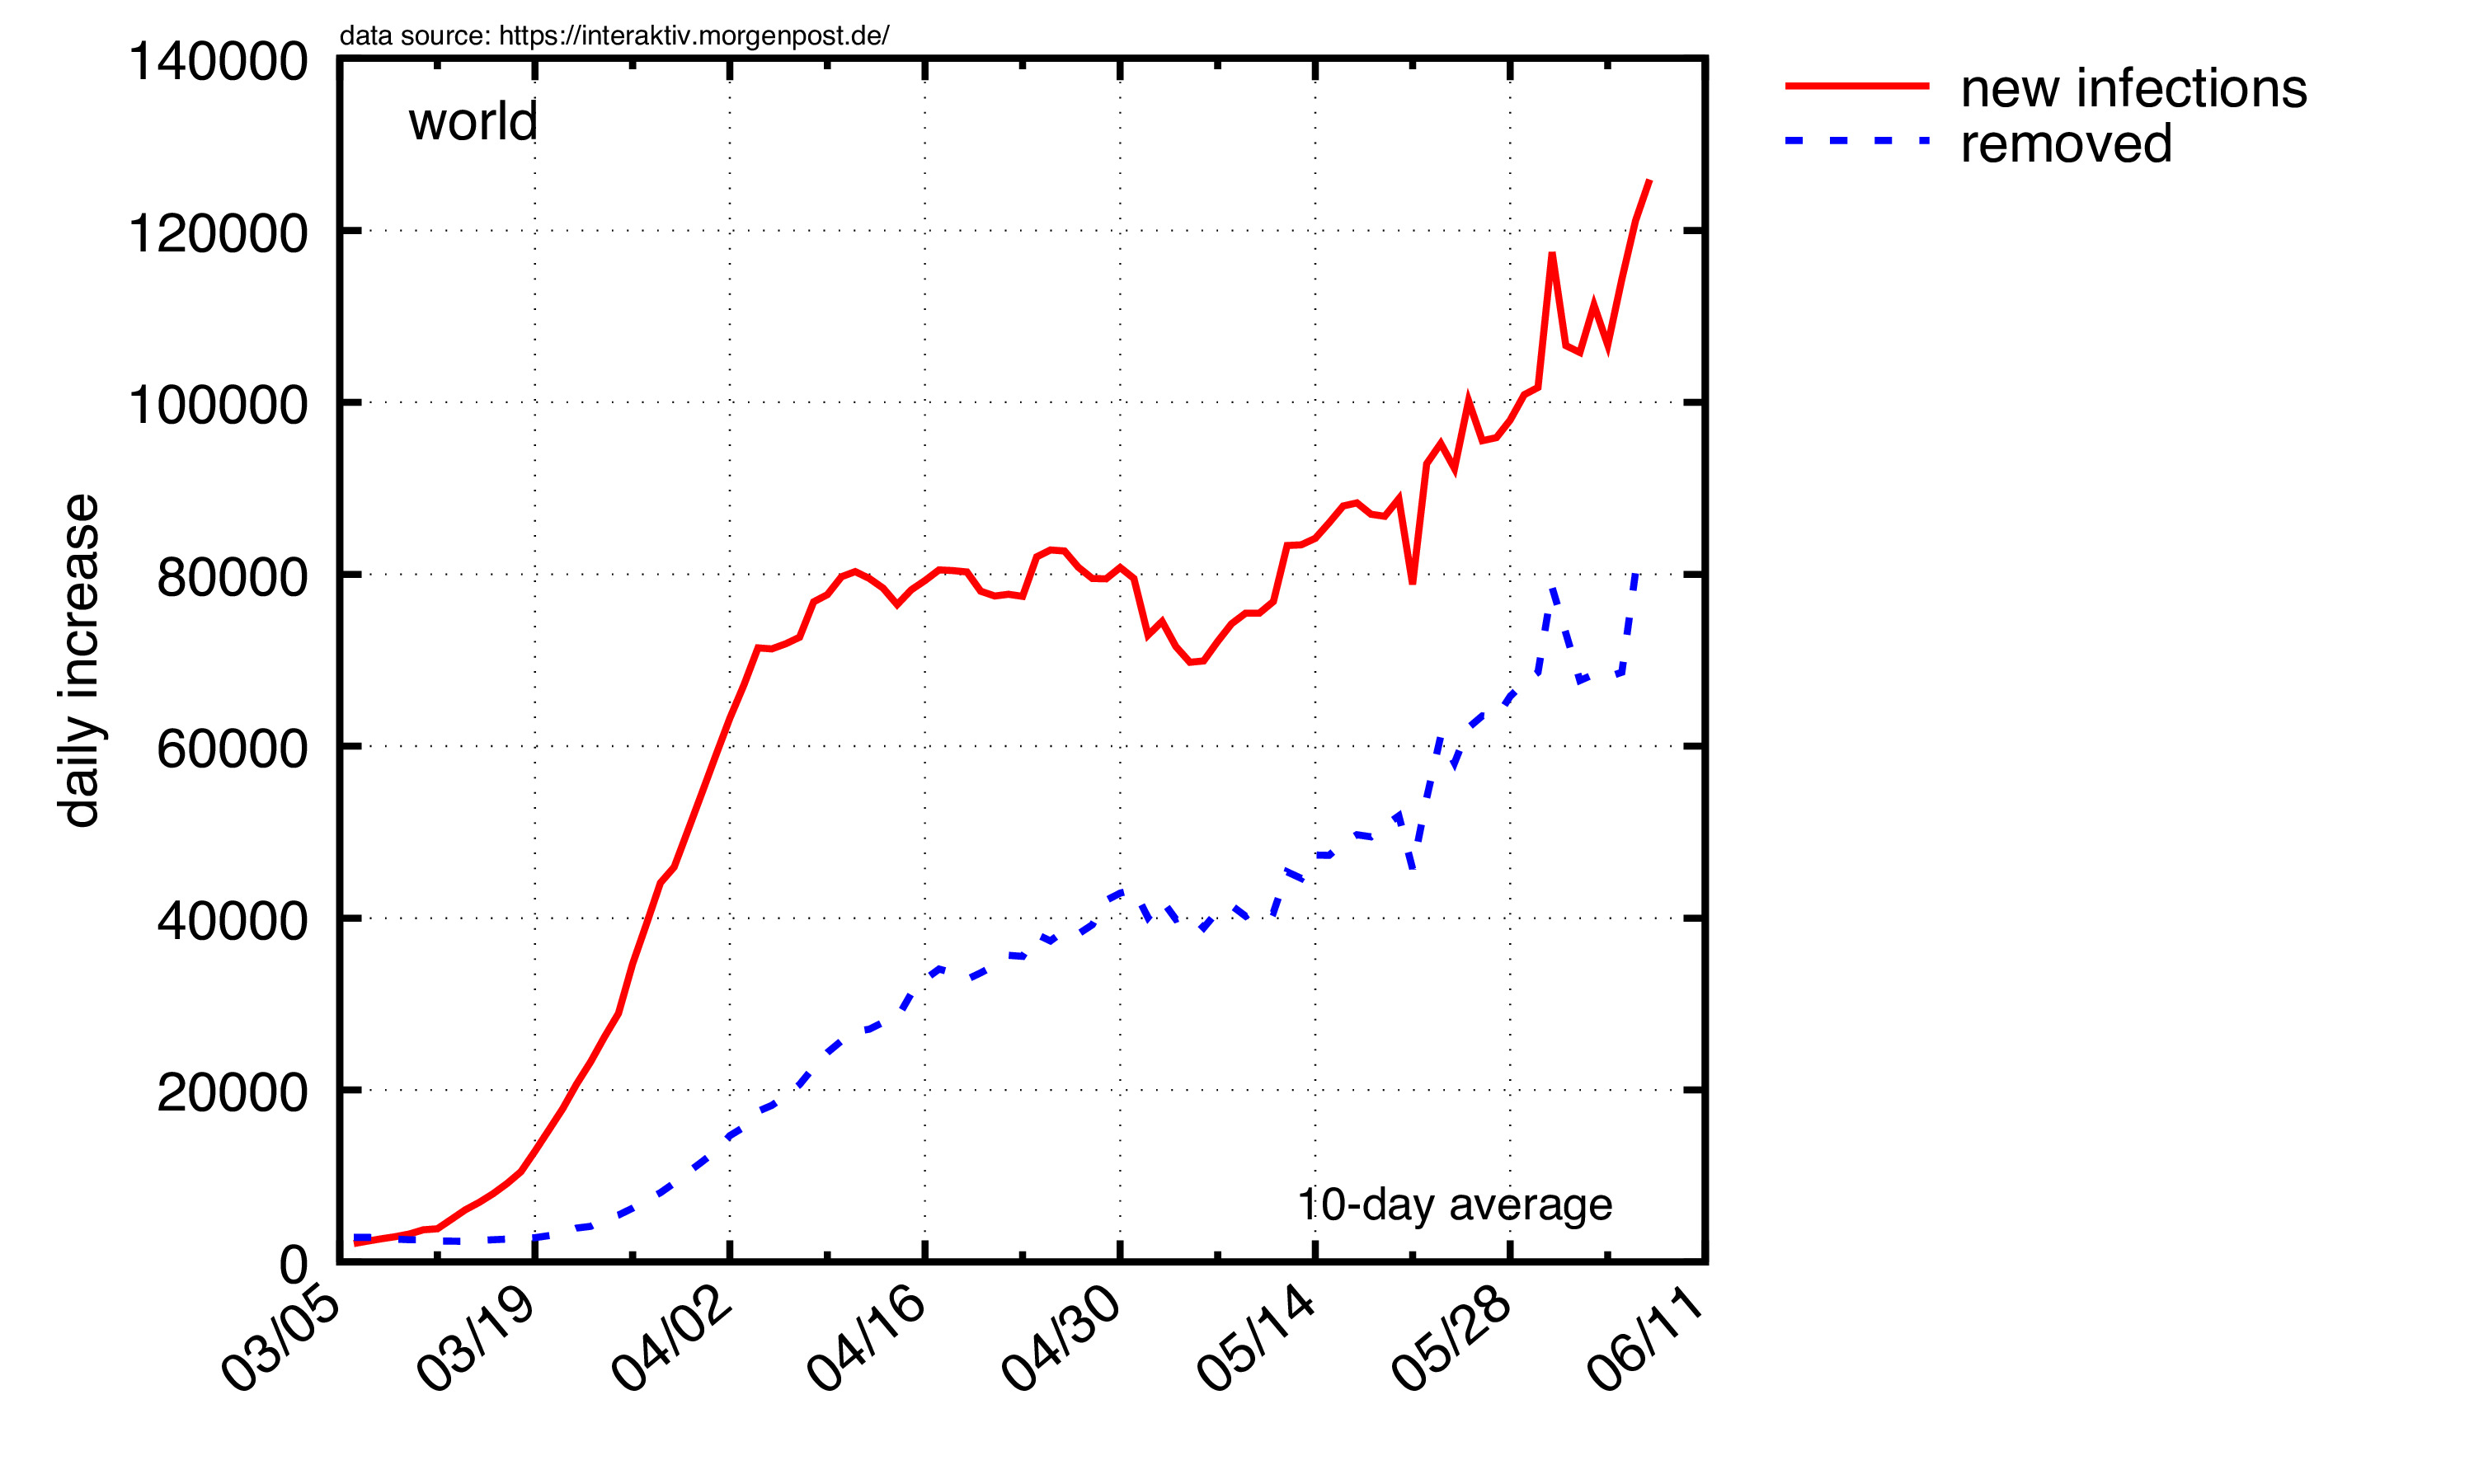 data source: https://interaktiv.morgenpost.de/
140000
120000
100000
80000
60000
40000
20000
0
daily increase
world
new infections
removed
10-day average
03/05
03/19
04/02
04/16
04/30
05/14
05/28
06/11